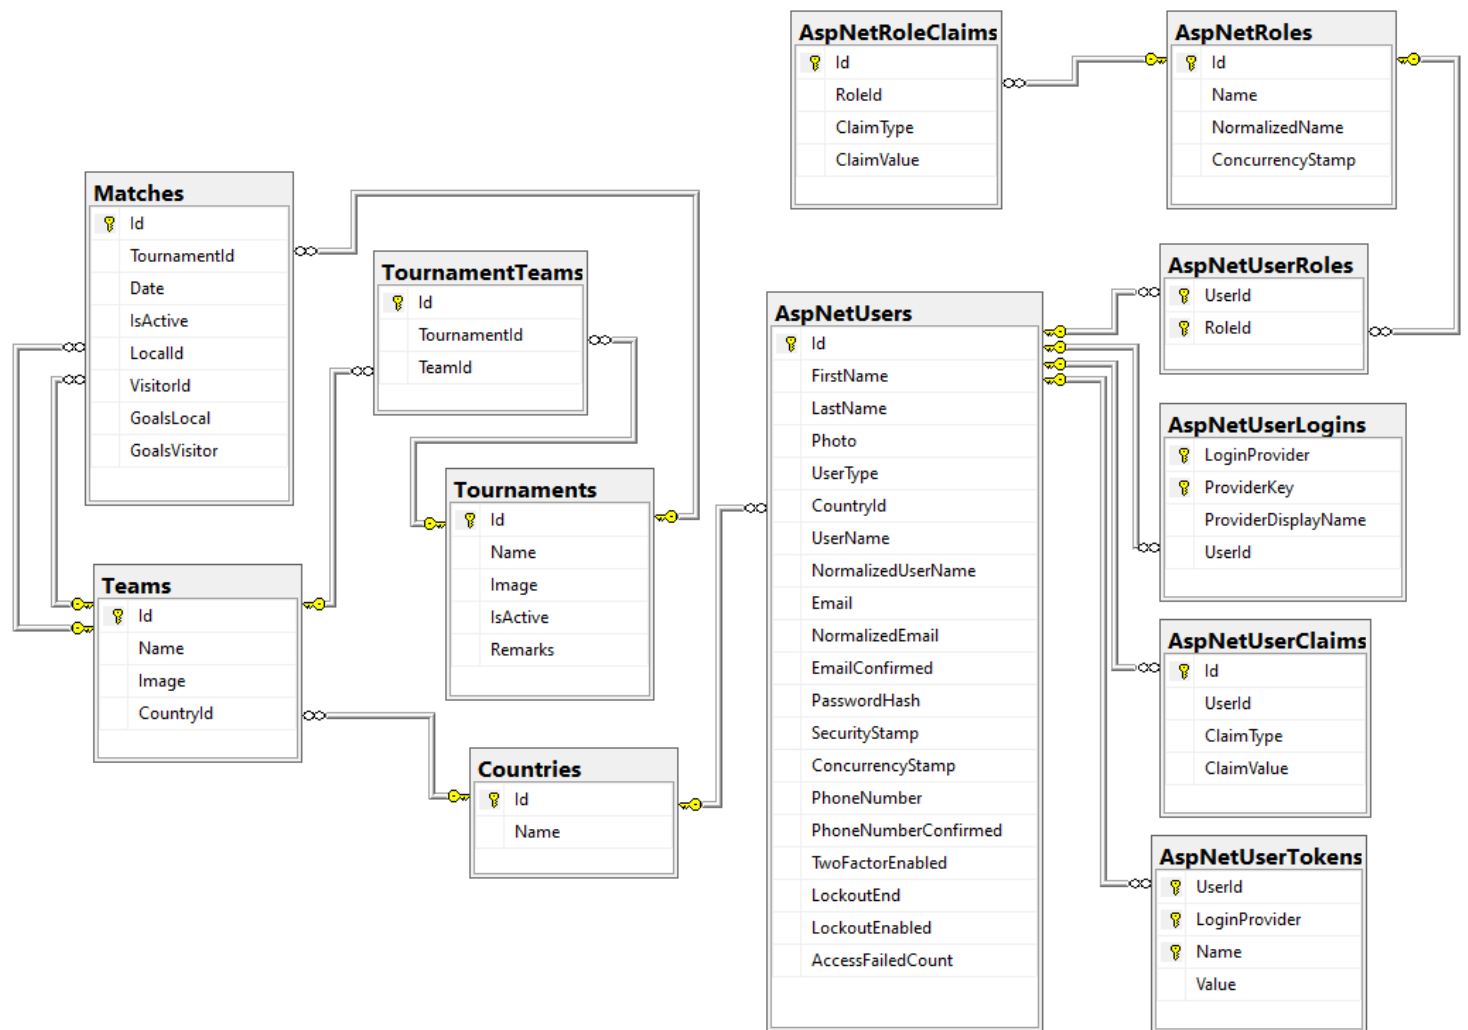 AspNetRoleClaims
Id
RoleId
ClaimType
ClaimValue
AspNetRoles
Id
Name
NormalizedName
ConcurrencyStamp
Matches
Id
TournamentId
Date
IsActive
LocalId
VisitorId
GoalsLocal
GoalsVisitor
TournamentTeams
Id
TournamentId
TeamId
AspNetUserRoles
UserId
RoleId
AspNetUsers
Id
FirstName
LastName
Photo
UserType
CountryId
UserName
NormalizedUserName
Email
NormalizedEmail
EmailConfirmed
PasswordHash
SecurityStamp
ConcurrencyStamp
PhoneNumber
PhoneNumberConfirmed
TwoFactorEnabled
LockoutEnd
LockoutEnabled
AccessFailedCount
AspNetUserLogins
LoginProvider
ProviderKey
ProviderDisplayName
UserId
Tournaments
Id
Name
Image
IsActive
Remarks
Teams
Id
Name
Image
CountryId
AspNetUserClaims
Id
UserId
ClaimType
ClaimValue
Countries
Id
Name
AspNetUserTokens
UserId
LoginProvider
Name
Value